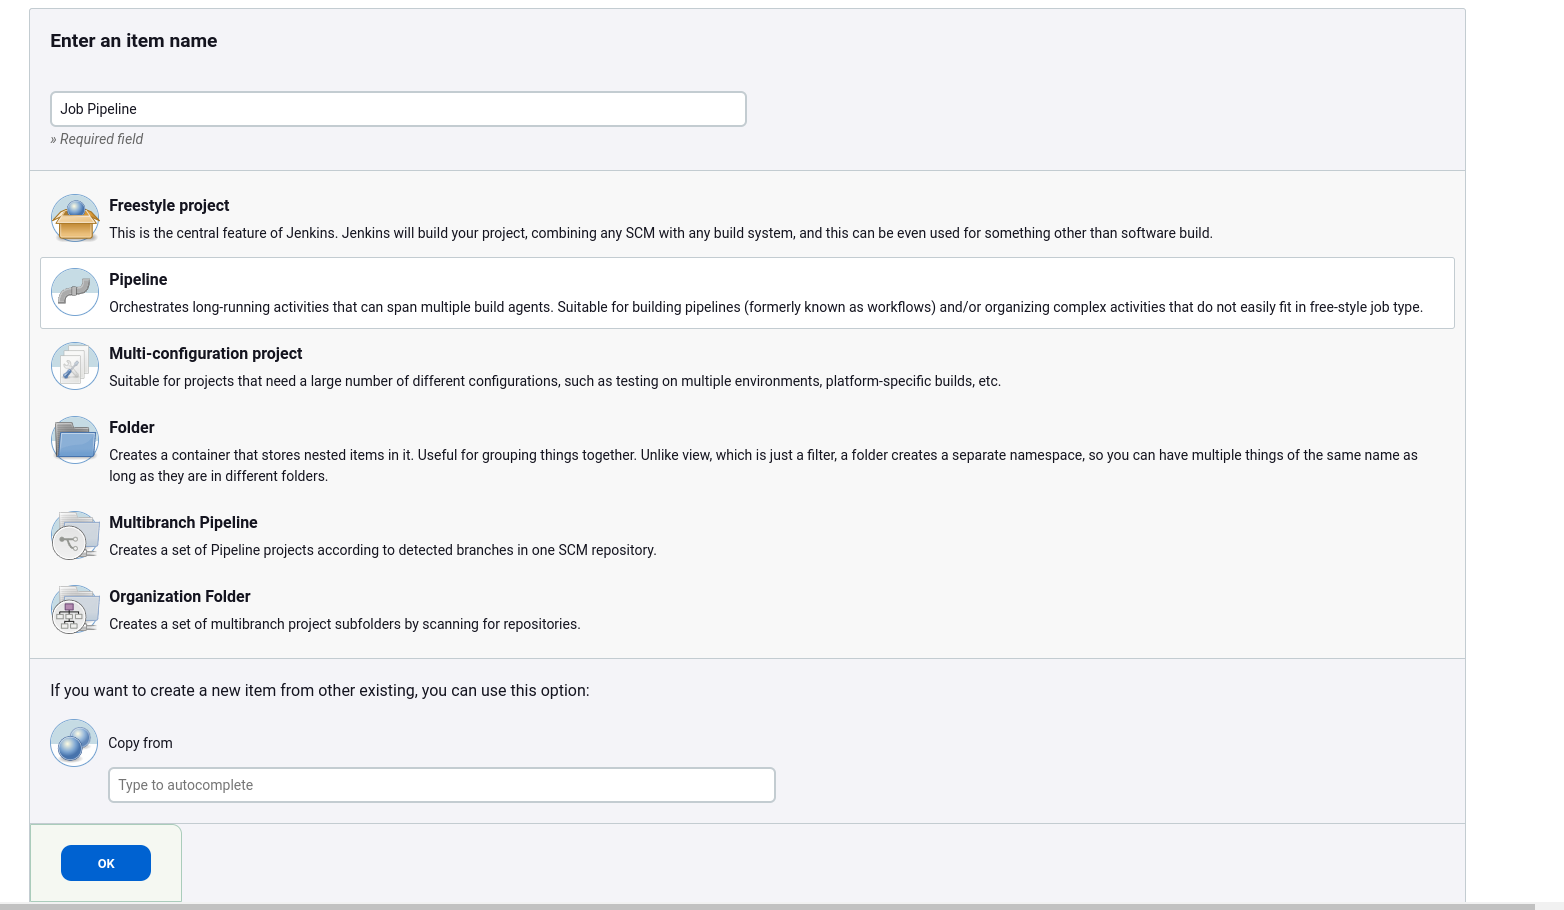 Enter an item name
Job Pipeline
» Required field
Freestyle project
This is the central feature of Jenkins. Jenkins will build your project, combining any SCM with any build system, and this can be even used for something other than software build.
Pipeline
Orchestrates long-running activities that can span multiple build agents. Suitable for building pipelines (formerly known as workflows) and/or organizing complex activities that do not easily fit in free-style job type.
Multi-configuration project
Suitable for projects that need a large number of different configurations, such as testing on multiple environments, platform-specific builds, etc.
Folder
Creates a container that stores nested items in it. Useful for grouping things together. Unlike view, which is just a filter, a folder creates a separate namespace, so you can have multiple things of the same name as
long as they are in different folders.
Multibranch Pipeline
Creates a set of Pipeline projects according to detected branches in one SCM repository.
Organization Folder
Creates a set of multibranch project subfolders by scanning for repositories.
If you want to create a new item from other existing, you can use this option:
Copy from
Type to autocomplete
OK